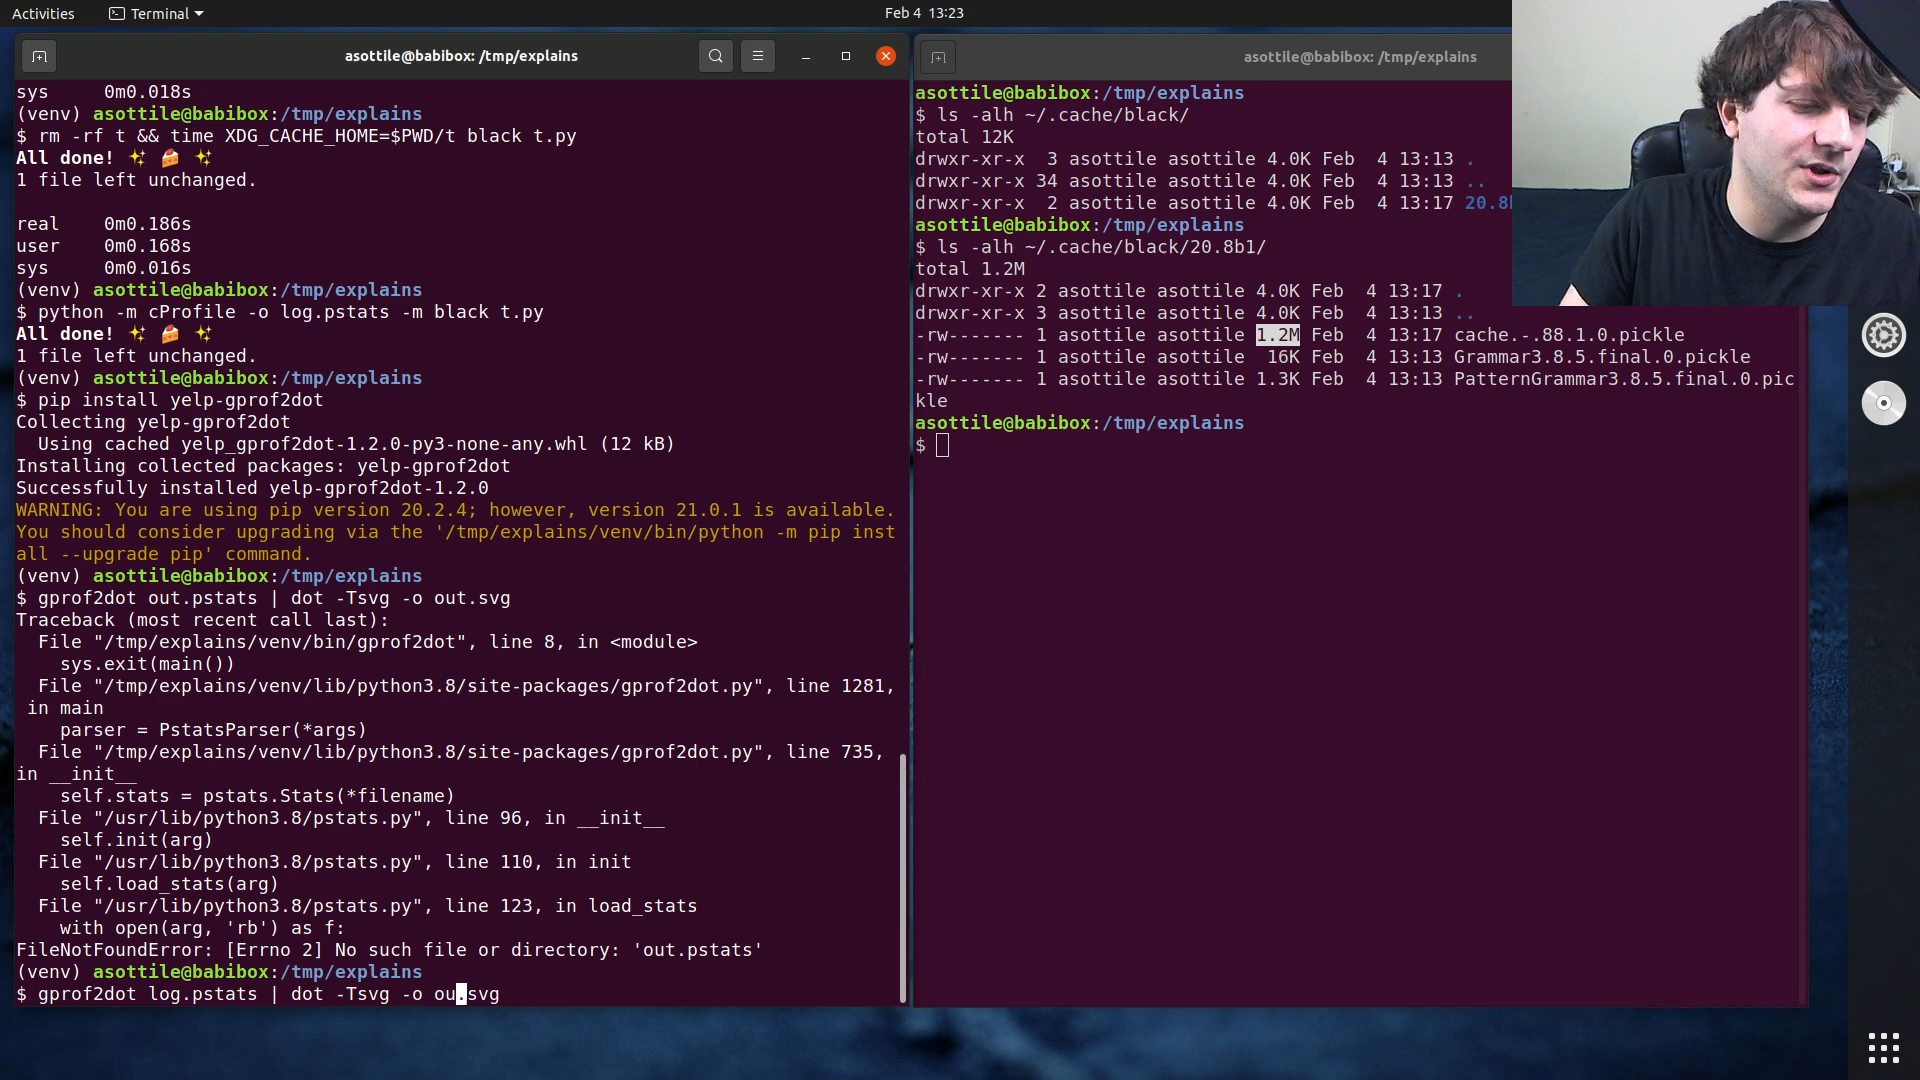 Activities
Terminal
Feb 4 13:23
asottile@babibox: /tmp/explains
sys     0m0.018s
(venv) asottile@babibox:/tmp/explains
$ rm -rf t && time XDG_CACHE_HOME=$PWD/t black t.py
All done! ✨ 🍰 ✨
1 file left unchanged.
real    0m0.186s
user    0m0.168s
sys     0m0.016s
(venv) asottile@babibox:/tmp/explains
$ python -m cProfile -o log.pstats -m black t.py
All done! ✨ 🍰 ✨
1 file left unchanged.
(venv) asottile@babibox:/tmp/explains
$ pip install yelp-gprof2dot
Collecting yelp-gprof2dot
  Using cached yelp_gprof2dot-1.2.0-py3-none-any.whl (12 kB)
Installing collected packages: yelp-gprof2dot
Successfully installed yelp-gprof2dot-1.2.0
WARNING: You are using pip version 20.2.4; however, version 21.0.1 is available.
You should consider upgrading via the '/tmp/explains/venv/bin/python -m pip inst
all --upgrade pip' command.
(venv) asottile@babibox:/tmp/explains
$ gprof2dot out.pstats | dot -Tsvg -o out.svg
Traceback (most recent call last):
  File "/tmp/explains/venv/bin/gprof2dot", line 8, in <module>
    sys.exit(main())
  File "/tmp/explains/venv/lib/python3.8/site-packages/gprof2dot.py", line 1281,
 in main
    parser = PstatsParser(*args)
  File "/tmp/explains/venv/lib/python3.8/site-packages/gprof2dot.py", line 735,
in __init__
    self.stats = pstats.Stats(*filename)
  File "/usr/lib/python3.8/pstats.py", line 96, in __init__
    self.init(arg)
  File "/usr/lib/python3.8/pstats.py", line 110, in init
    self.load_stats(arg)
  File "/usr/lib/python3.8/pstats.py", line 123, in load_stats
    with open(arg, 'rb') as f:
FileNotFoundError: [Errno 2] No such file or directory: 'out.pstats'
(venv) asottile@babibox:/tmp/explains
$ gprof2dot log.pstats | dot -Tsvg -o ou.svg
asottile@babibox: /tmp/explains
asottile@babibox:/tmp/explains
$ ls -alh ~/.cache/black/
total 12K
drwxr-xr-x  3 asottile asottile 4.0K Feb  4 13:13 .
drwxr-xr-x 34 asottile asottile 4.0K Feb  4 13:13 ..
drwxr-xr-x  2 asottile asottile 4.0K Feb  4 13:17 20.8
asottile@babibox:/tmp/explains
$ ls -alh ~/.cache/black/20.8b1/
total 1.2M
drwxr-xr-x 2 asottile asottile 4.0K Feb  4 13:17 .
drwxr-xr-x 3 asottile asottile 4.0K Feb  4 13:13 ..
-rw------- 1 asottile asottile 1.2M Feb  4 13:17 cache.-.88.1.0.pickle
-rw------- 1 asottile asottile  16K Feb  4 13:13 Grammar3.8.5.final.0.pickle
-rw------- 1 asottile asottile 1.3K Feb  4 13:13 PatternGrammar3.8.5.final.0.pic
kle
asottile@babibox:/tmp/explains
$